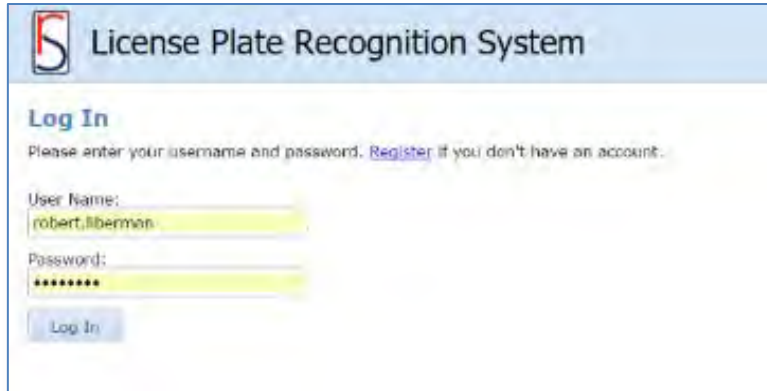 RS
License Plate Recognition System
Log In
Please enter your username and password. Register if you don't have an account.
User Name:
robert.liberman
Password:
••••••••
Log In